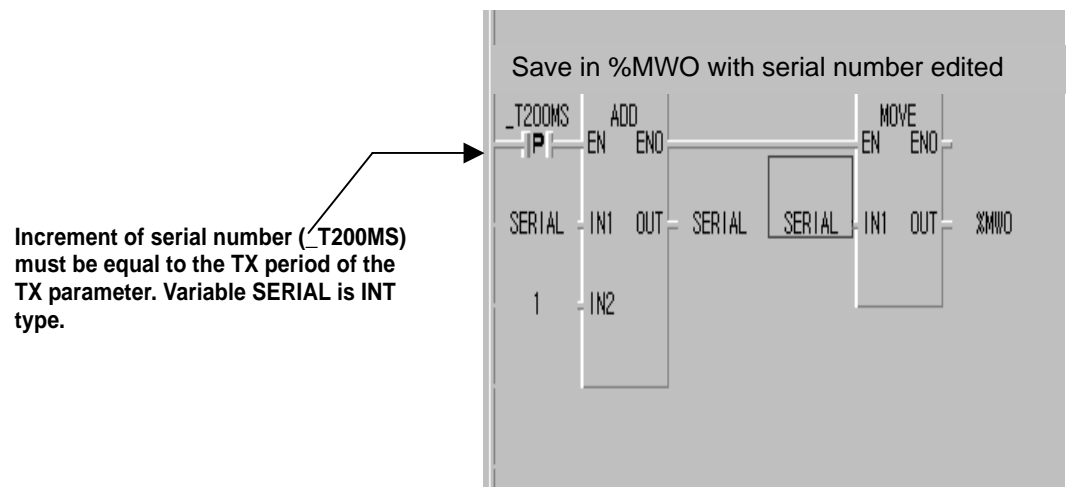 Save in %MWO with serial number edited
_T200MS ADD MOVE
P EN ENO EN ENO
SERIAL IN1 OUT SERIAL SERIAL IN1 OUT %MW0
1 IN2
Increment of serial number (_T200MS)
must be equal to the TX period of the
TX parameter. Variable SERIAL is INT
type.